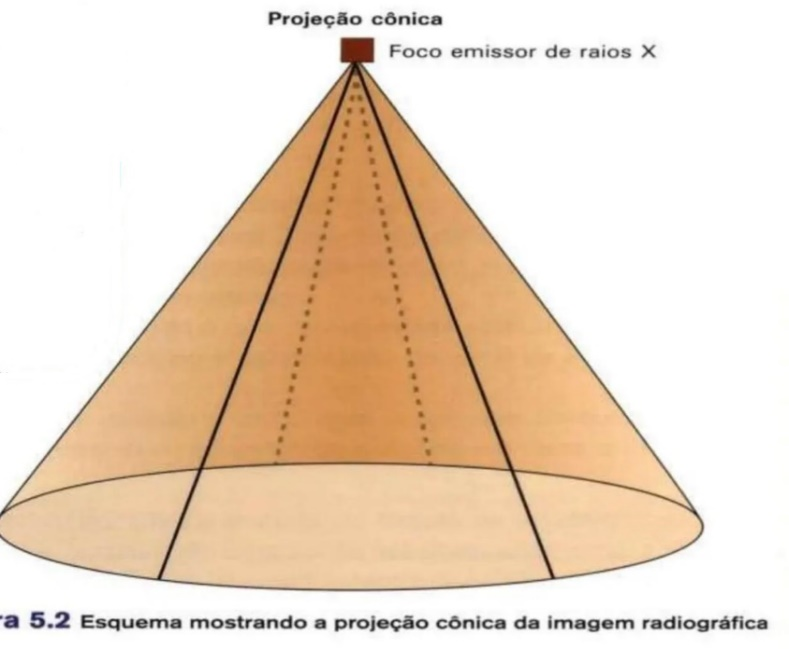 Projeção cônica
Foco emissor de raios X
ra 5.2 Esquema mostrando a projeção cônica da imagem radiográfica